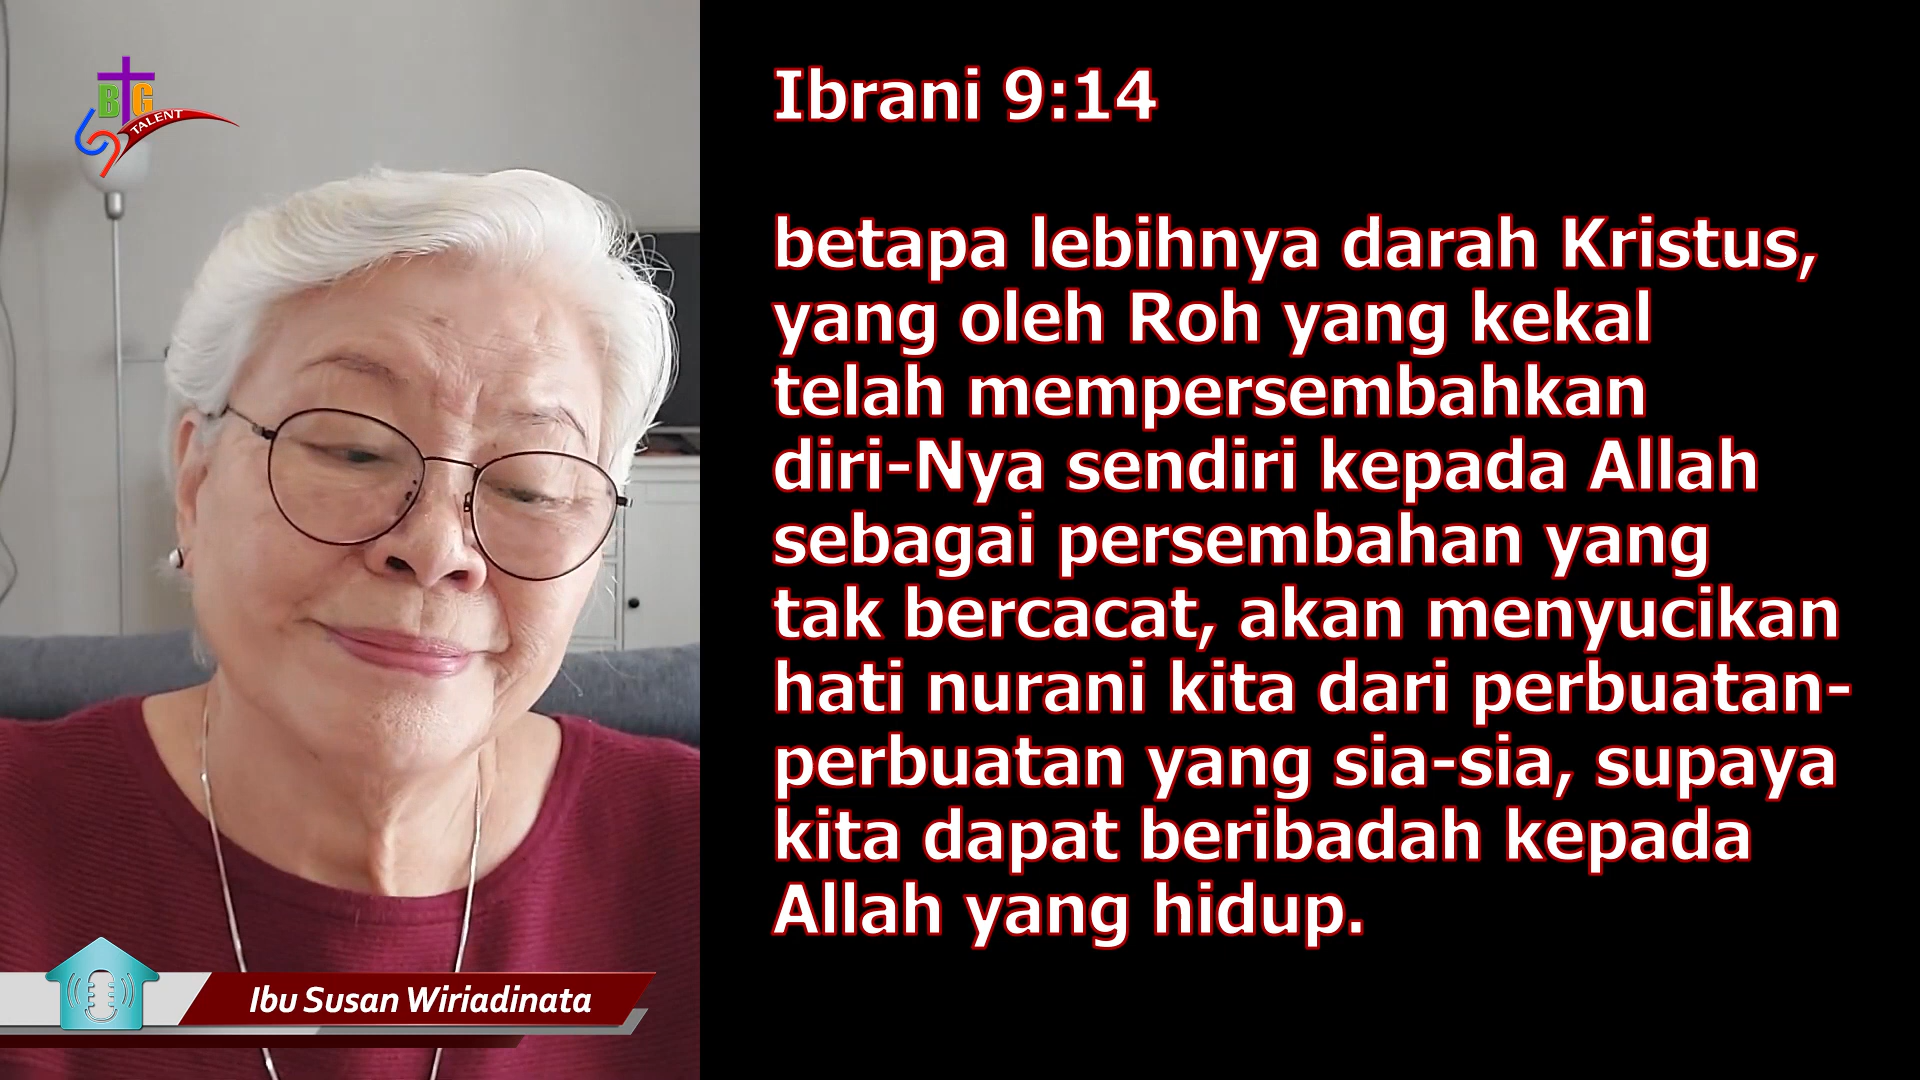 BTG
TALENT
Ibrani 9:14
betapa lebihnya darah Kristus,
yang oleh Roh yang kekal
telah mempersembahkan
diri-Nya sendiri kepada Allah
sebagai persembahan yang
tak bercacat, akan menyucikan
hati nurani kita dari perbuatan-
perbuatan yang sia-sia, supaya
kita dapat beribadah kepada
Allah yang hidup.
Ibu Susan Wiriadinata